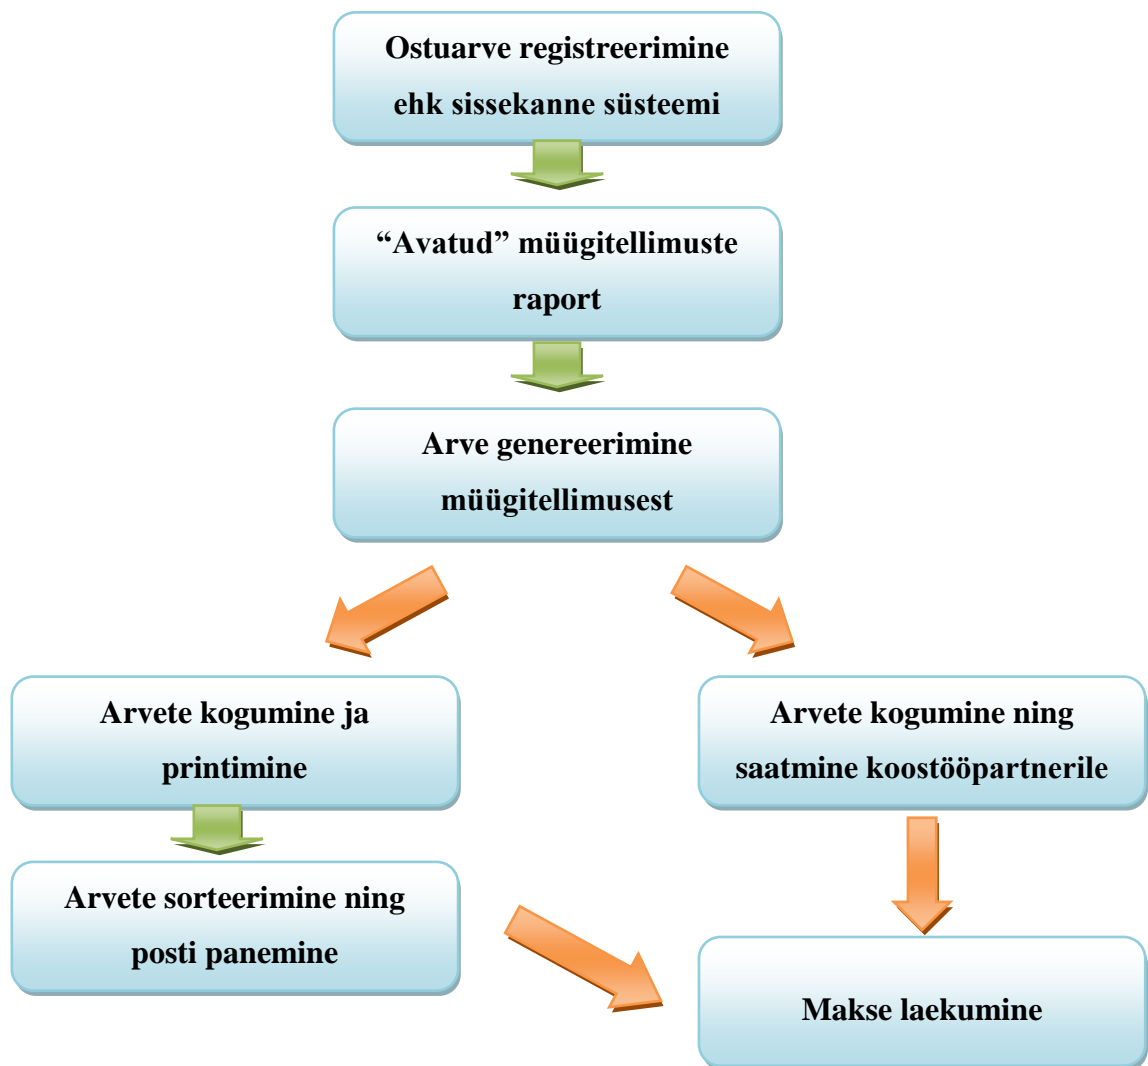 Ostuarve registreerimine
ehk sissekanne süsteemi
“Avatud” müügitellimuste
raport
Arve genereerimine
müügitellimusest
Arvete kogumine ja
printimine
Arvete kogumine ning
saatmine koostööpartnerile
Arvete sorteerimine ning
posti panemine
Makse laekumine